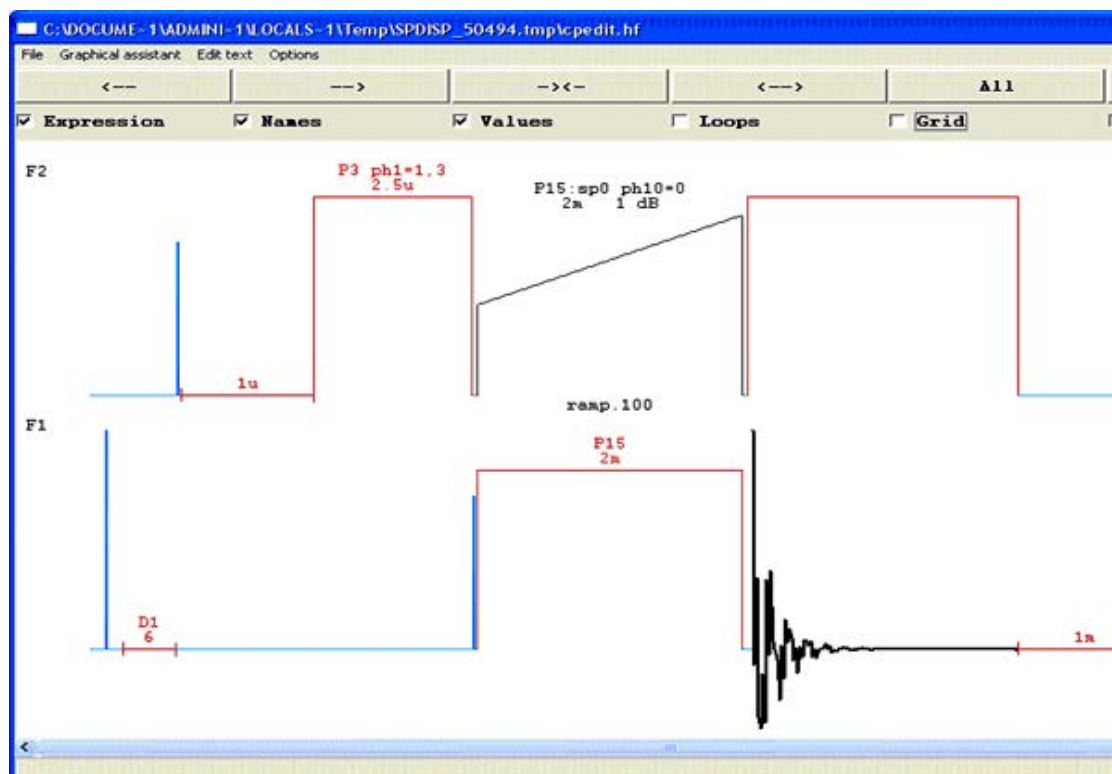 C:\DOCUME~1\ADMINI~1\LOCALS~1\Temp\SPDISP_50494.tmp\cpedit.hf
File Graphical assistant Edit text Options
<-- --> -><- <--> All
Expression Names Values Loops Grid
F2
P3 ph1=1,3
2.5u
P15:sp0 ph10=0
2m 1 dB
1u
ramp.100
F1
P15
2m
D1
6
1m